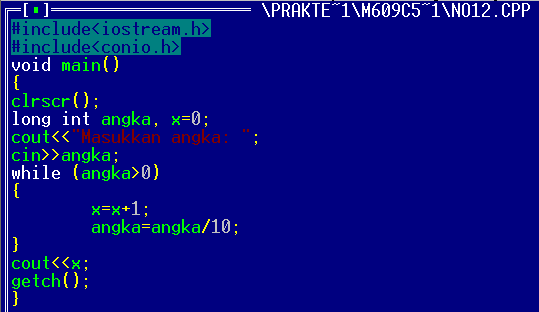 [▪] \PRAKTE~1\M609C5~1\NO12.CPP
#include<iostream.h>
#include<conio.h>
void main()
{
clrscr();
long int angka, x=0;
cout<<"Masukkan angka: ";
cin>>angka;
while (angka>0)
{
        x=x+1;
        angka=angka/10;
}
cout<<x;
getch();
}